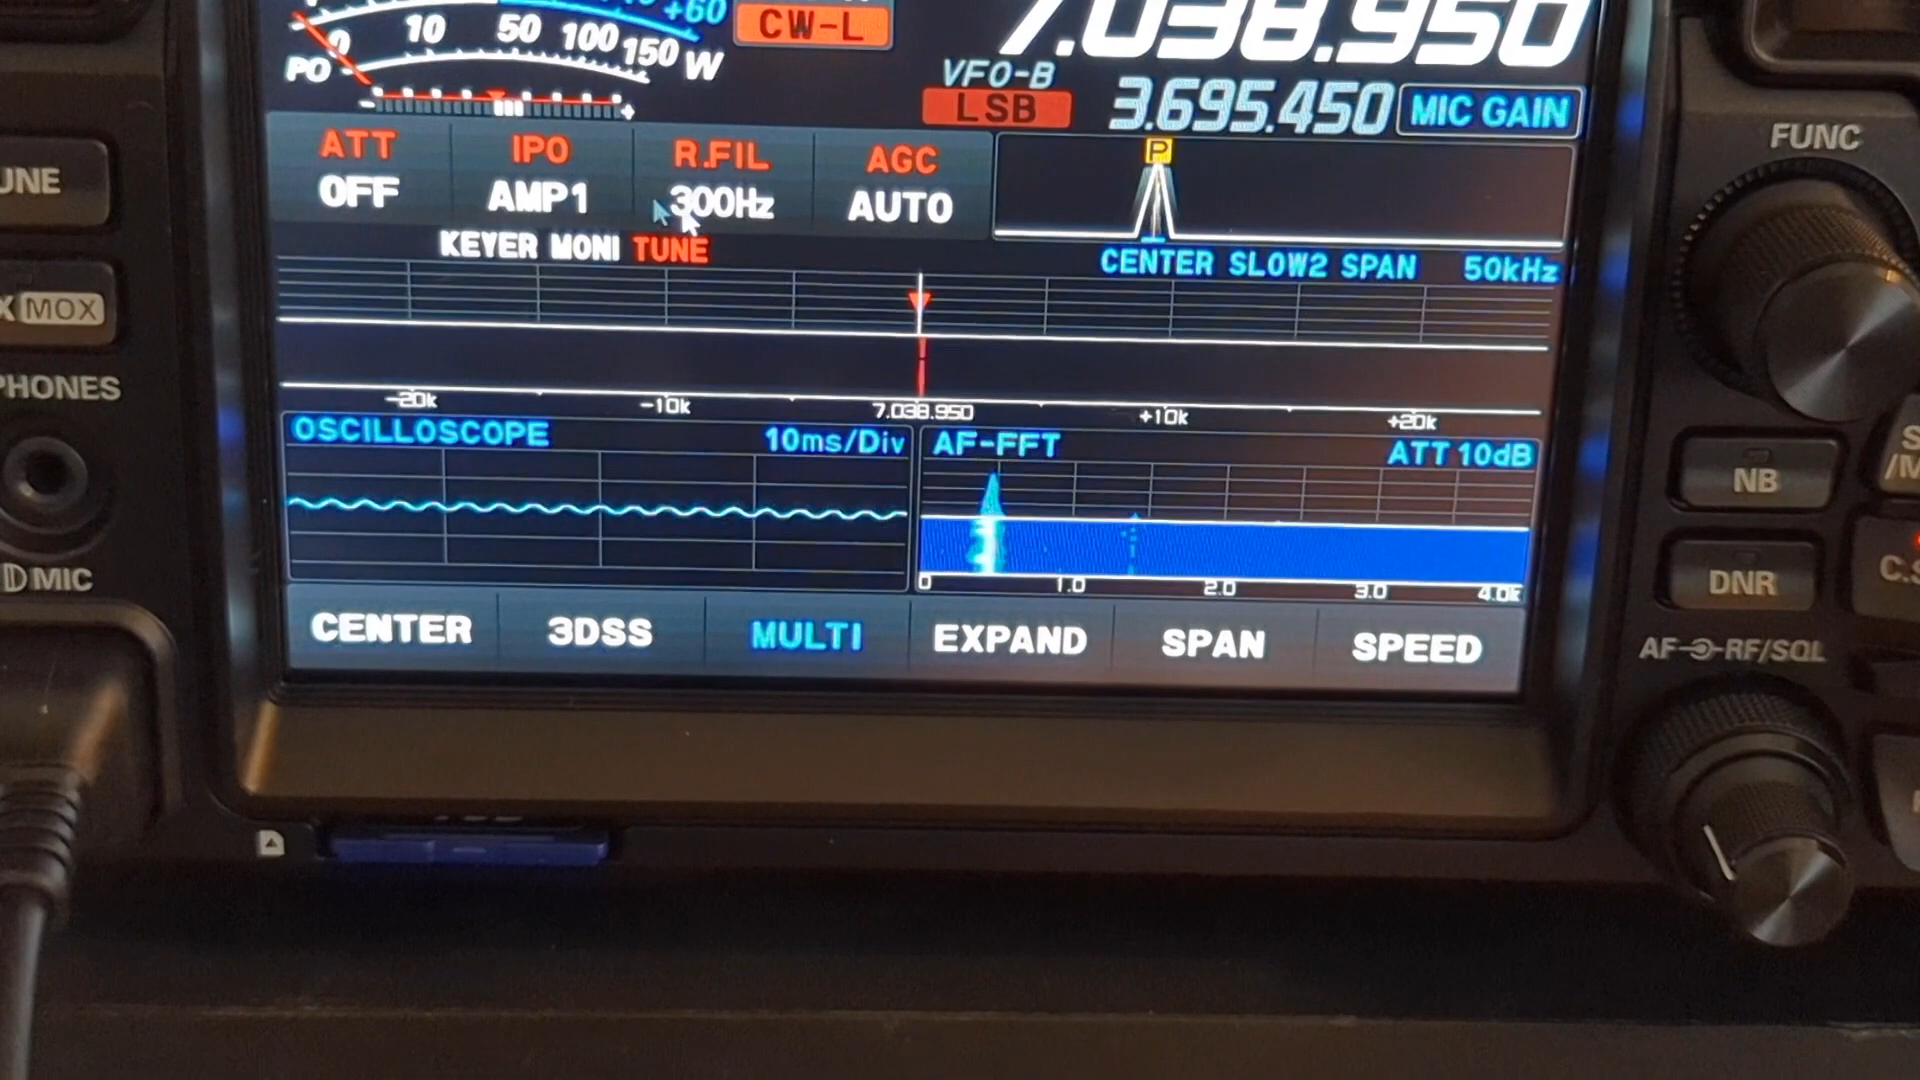 +60
CW-L
7.038.950
0 10 50 100 150 W
PO
VFO-B
LSB
3.695.450
MIC GAIN
- +
FUNC
ATT
OFF
IPO
AMP1
R.FIL
300Hz
AGC
AUTO
P
UNE
KEYER MONI TUNE
CENTER SLOW2 SPAN 50kHz
X MOX
PHONES
-20k -10k 7.038.950 +10k +20k
OSCILLOSCOPE 10ms/Div
AF-FFT ATT 10dB
NB
MIC
DNR
0 1.0 2.0 3.0 4.0k
CENTER 3DSS MULTI EXPAND SPAN SPEED
AF RF/SQL